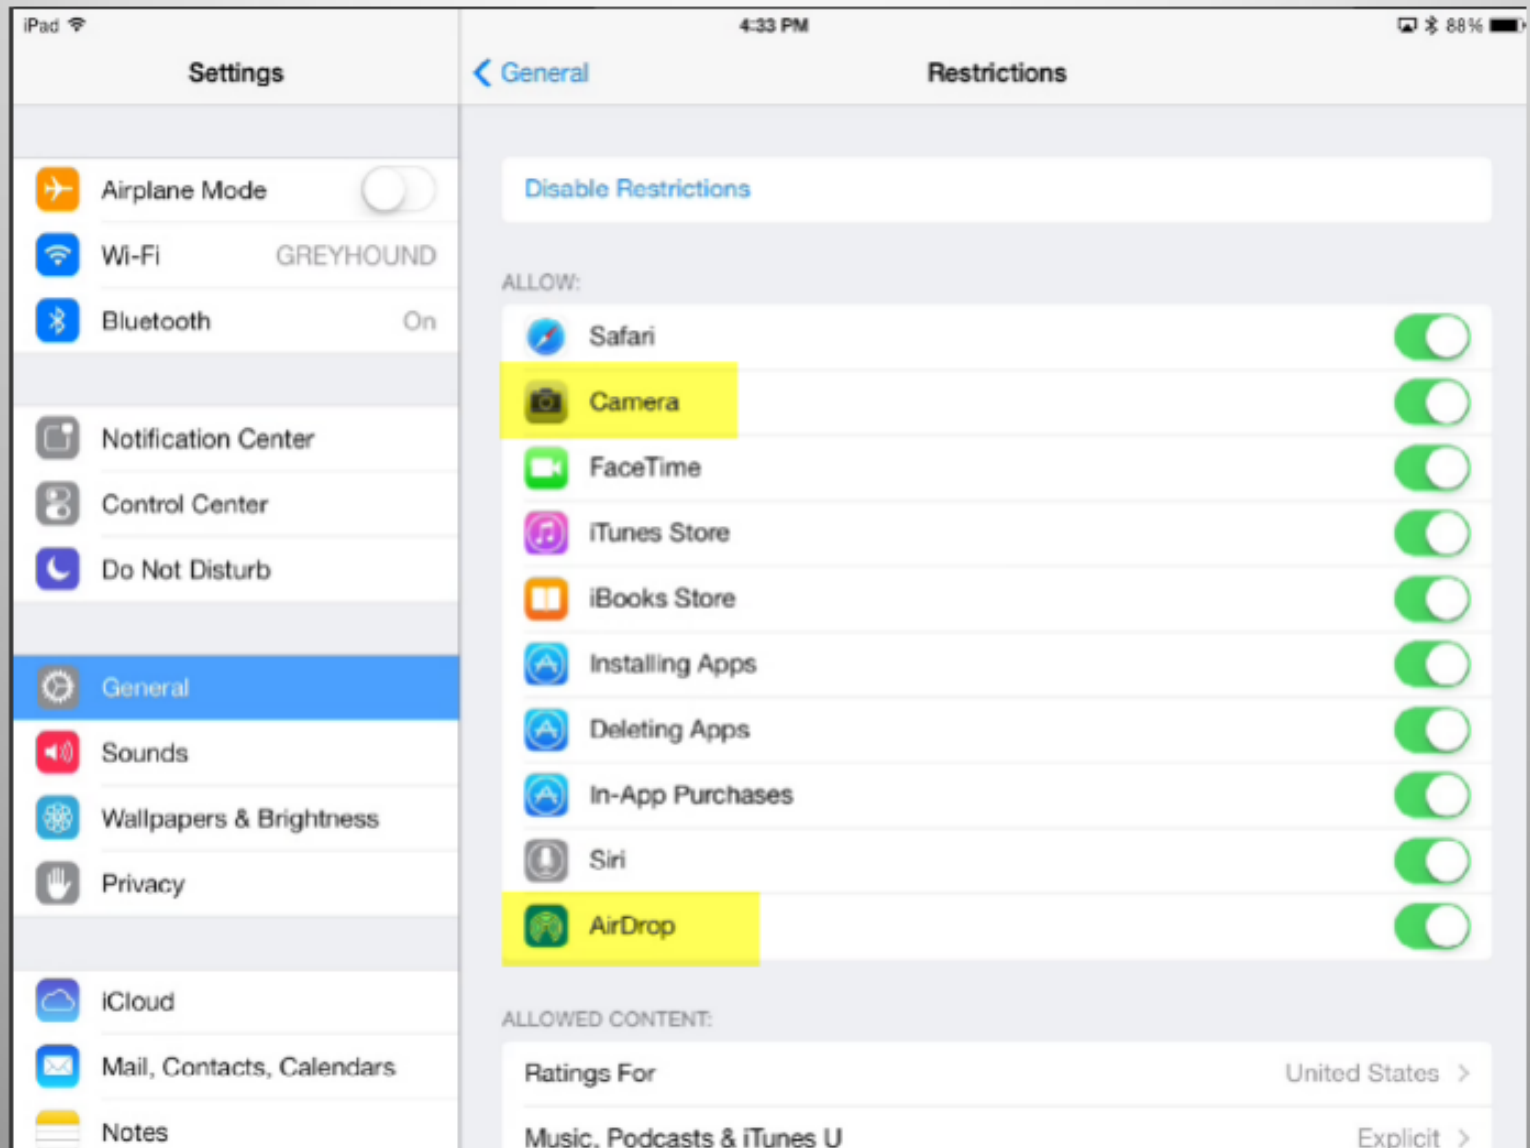 iPad 4:33 PM 88%
Settings
General Restrictions
Airplane Mode
Wi-Fi GREYHOUND
Bluetooth On
Notification Center
Control Center
Do Not Disturb
General
Sounds
Wallpapers & Brightness
Privacy
iCloud
Mail, Contacts, Calendars
Notes
Disable Restrictions
ALLOW:
Safari
Camera
FaceTime
iTunes Store
iBooks Store
Installing Apps
Deleting Apps
In-App Purchases
Siri
AirDrop
ALLOWED CONTENT:
Ratings For United States
Music, Podcasts & iTunes U Explicit